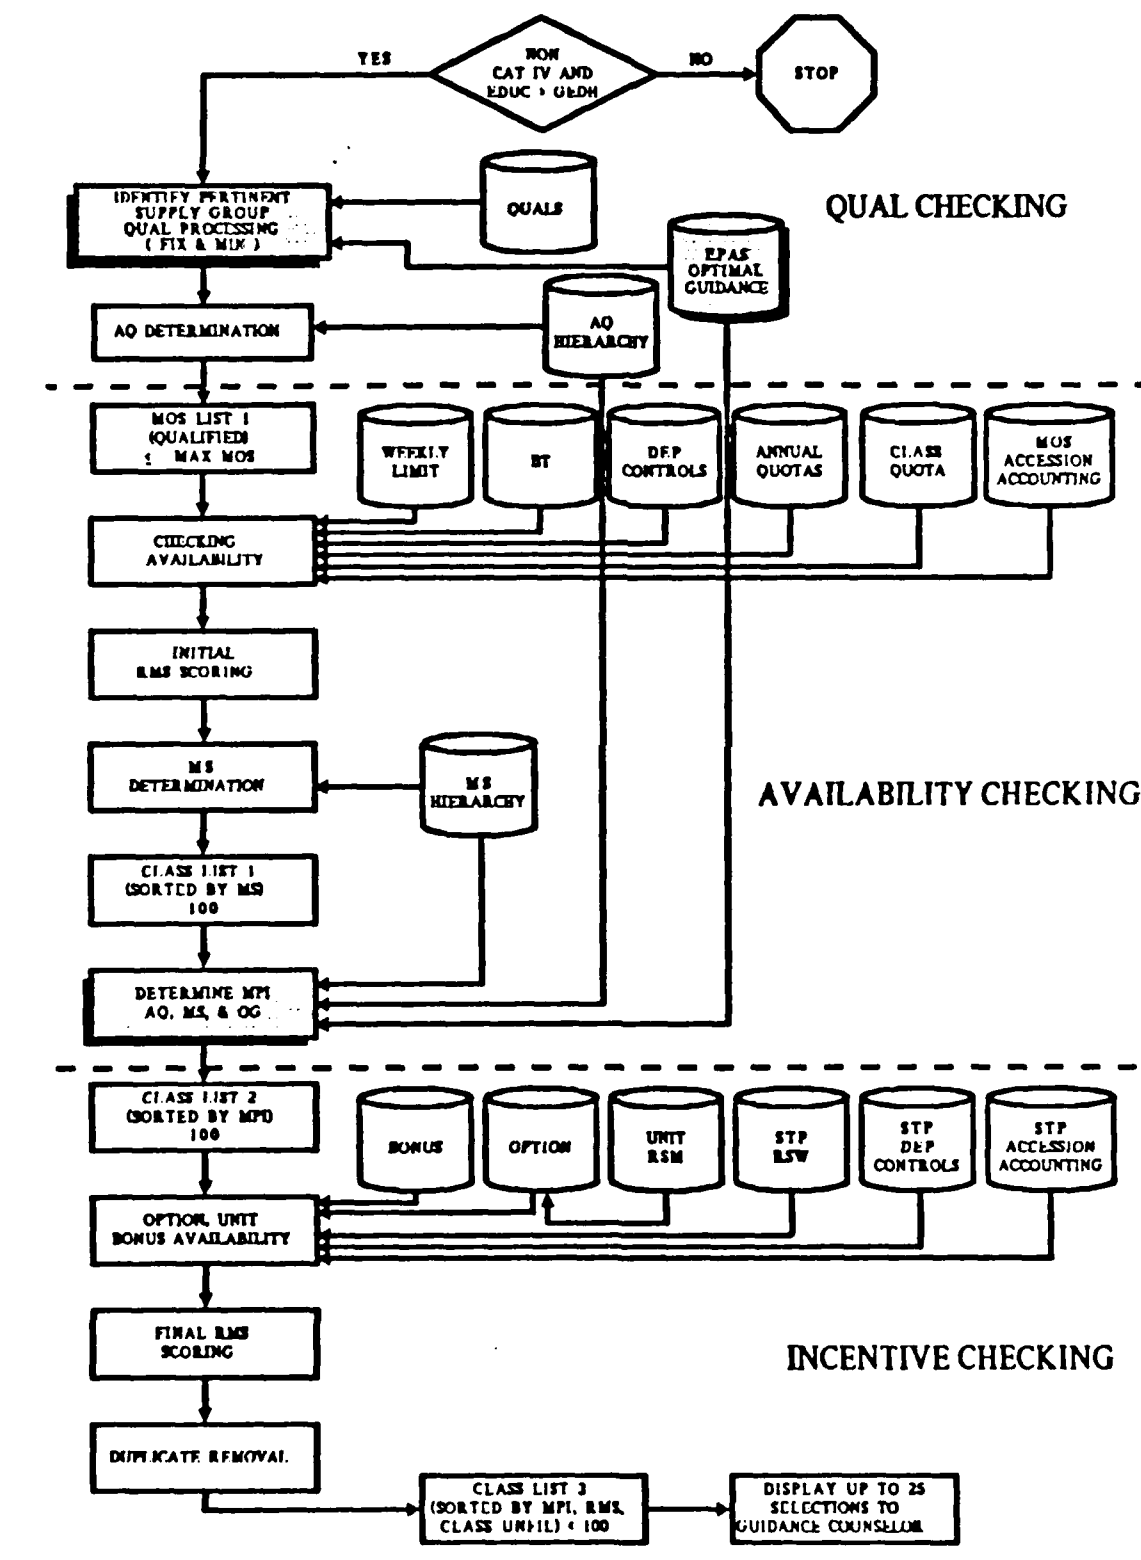 YES
NON
CAT IV AND
EDUC > GEDH
NO
STOP
IDENTIFY PERTINENT
SUPPLY GROUP
QUAL PROCESSING
( FIX & MIN )
QUALS
QUAL CHECKING
EPAS
OPTIMAL
GUIDANCE
AQ DETERMINATION
AQ
HIERARCHY
MOS LIST 1
(QUALIFIED)
≤ MAX MOS
WEEKLY
LIMIT
BT
DEP
CONTROLS
ANNUAL
QUOTAS
CLASS
QUOTA
MOS
ACCESSION
ACCOUNTING
CHECKING
AVAILABILITY
INITIAL
RMS SCORING
MS
DETERMINATION
MS
HIERARCHY
AVAILABILITY CHECKING
CLASS LIST 1
(SORTED BY MS)
100
DETERMINE MPI
AQ, MS, & OG
CLASS LIST 2
(SORTED BY MPI)
100
BONUS
OPTION
UNIT
RSM
STP
RSW
STP
DEP
CONTROLS
STP
ACCESSION
ACCOUNTING
OPTION, UNIT
BONUS AVAILABILITY
FINAL RMS
SCORING
INCENTIVE CHECKING
DUPLICATE REMOVAL
CLASS LIST 3
(SORTED BY MPI, RMS,
CLASS UNFIL) < 100
DISPLAY UP TO 25
SELECTIONS TO
GUIDANCE COUNSELOR